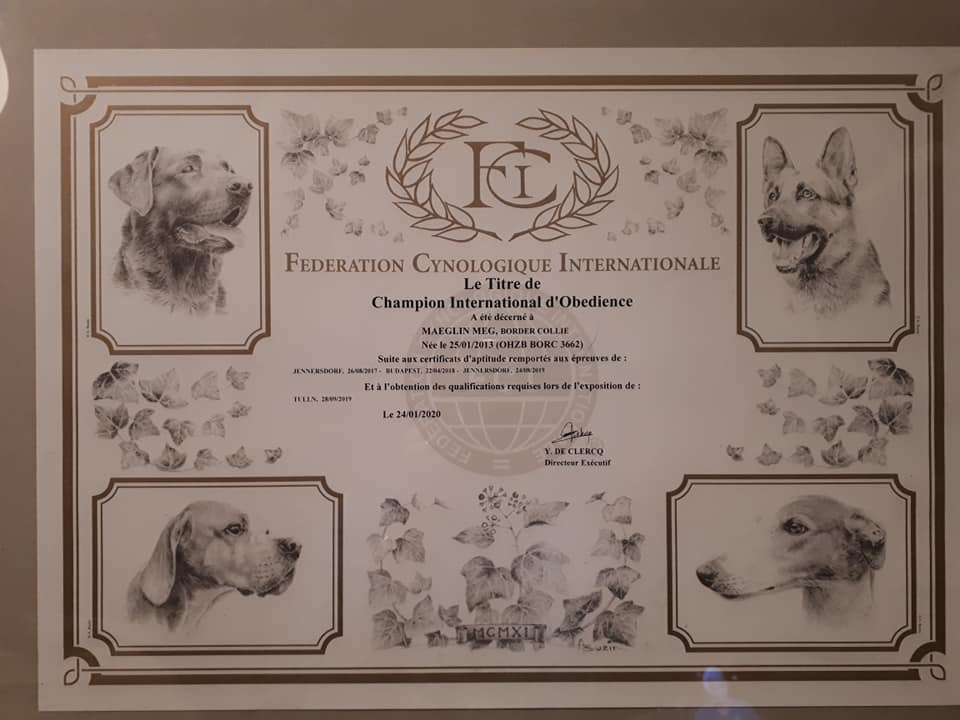 FCI
FEDERATION CYNOLOGIQUE INTERNATIONALE
Le Titre de
Champion International d'Obedience
A été décerné à
MAEGLIN MEG, BORDER COLLIE
Née le 25/01/2013 (OHZB BORC 3662)
Suite aux certificats d'aptitude remportés aux épreuves de :
JENNERSDORF, 26/08/2017 - BUDAPEST, 22/04/2018 - JENNERSDORF, 24/08/2019
Et à l'obtention des qualifications requises lors de l'exposition de :
TULLN, 28/09/2019
Le 24/01/2020
Y. DE CLERCQ
Directeur Exécutif
MCMXI